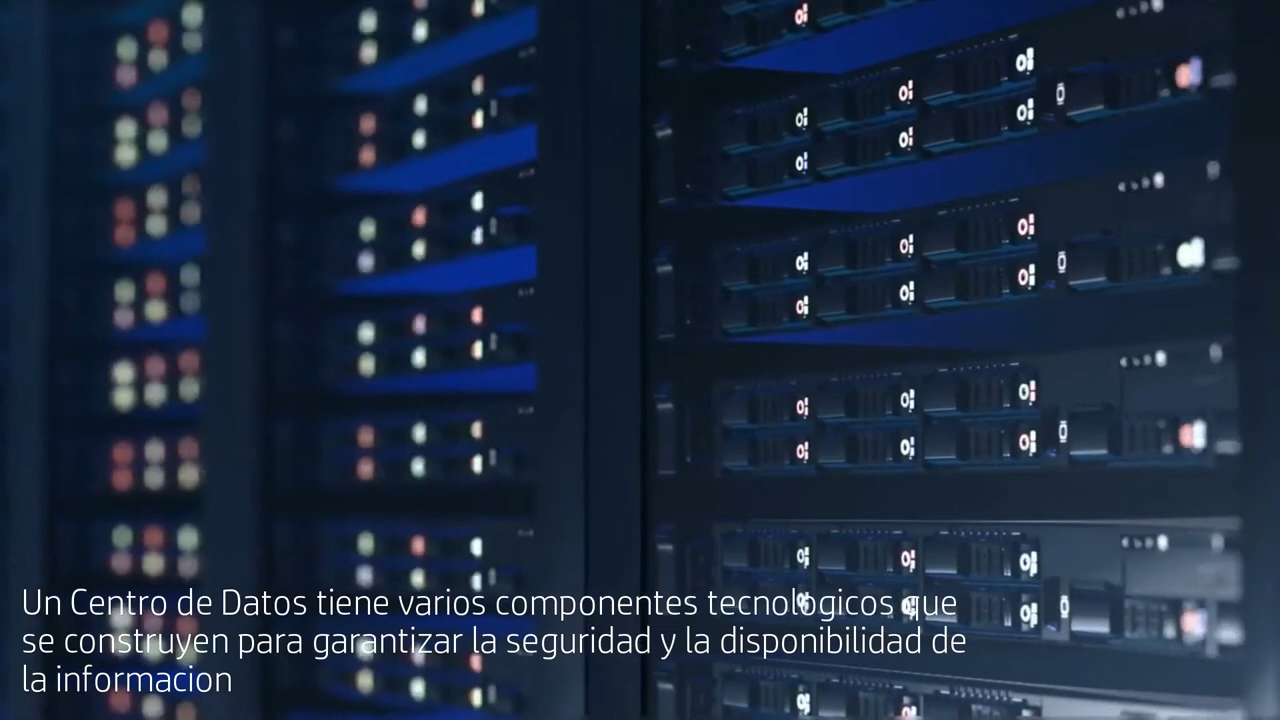 Un Centro de Datos tiene varios componentes tecnologicos que
se construyen para garantizar la seguridad y la disponibilidad de
la informacion